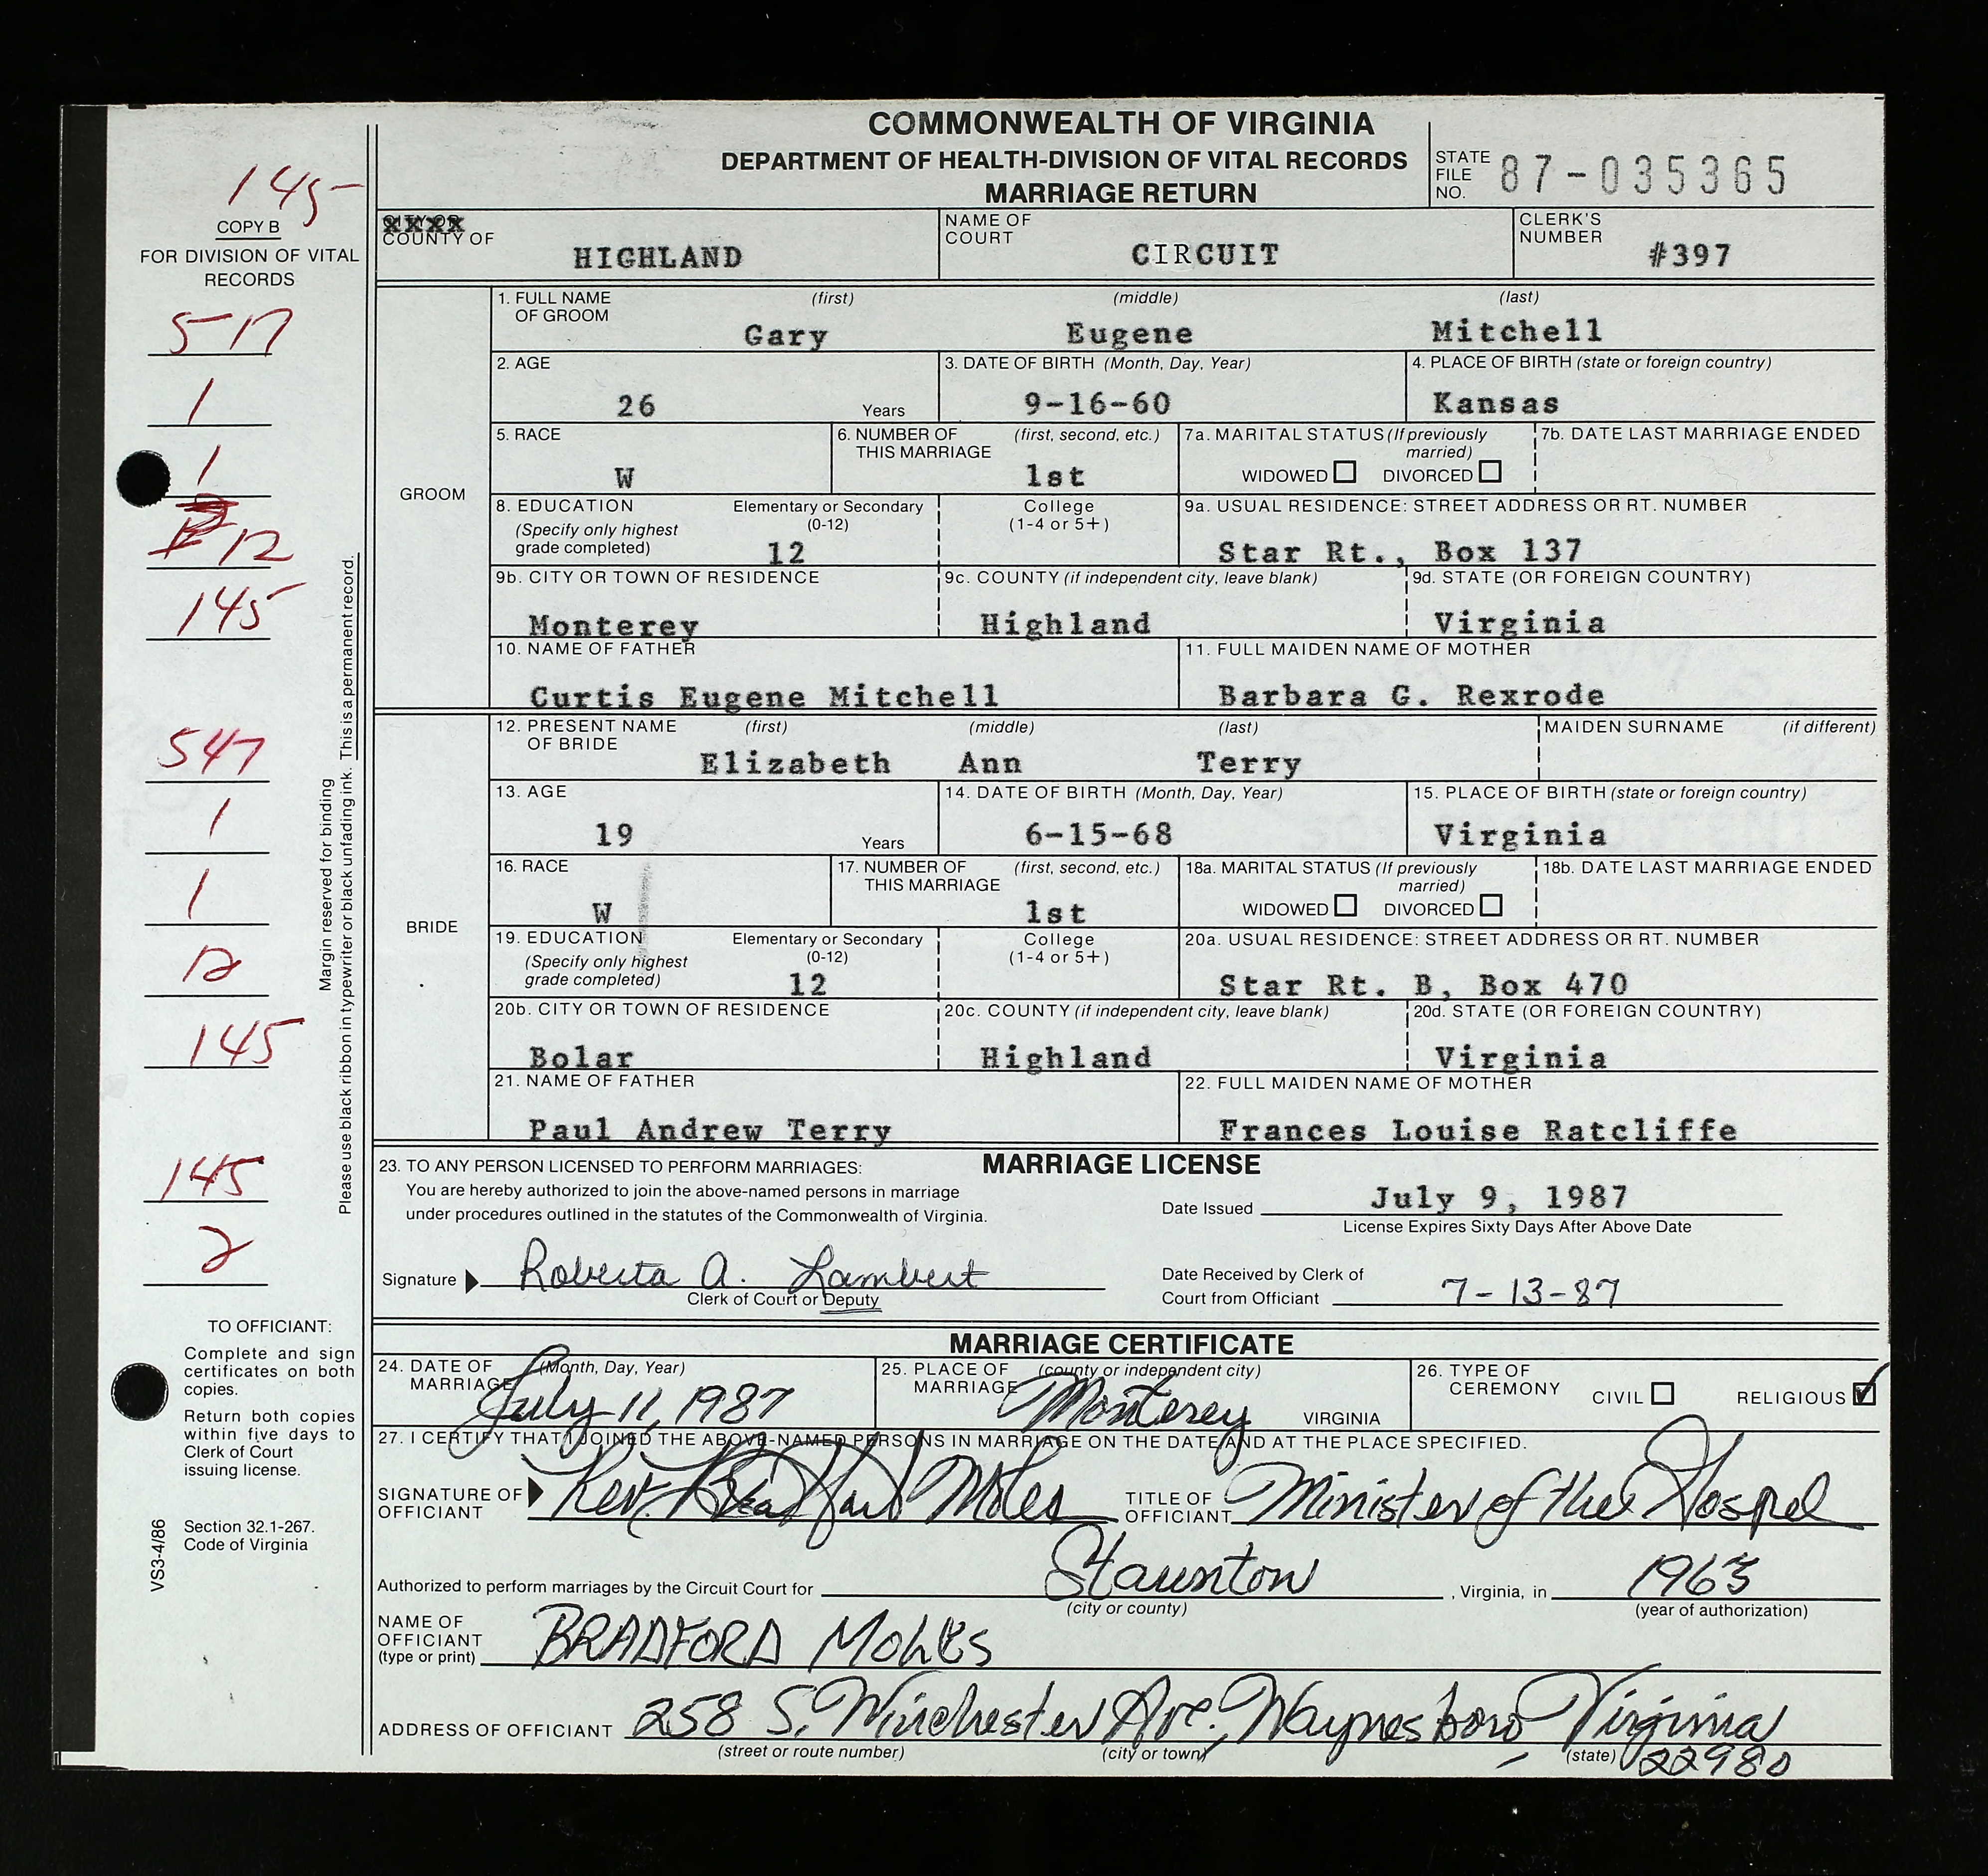 COMMONWEALTH OF VIRGINIA
DEPARTMENT OF HEALTH-DIVISION OF VITAL RECORDS
MARRIAGE RETURN
STATE FILE NO. 87-035365
145-
COPY B
FOR DIVISION OF VITAL
RECORDS
517
1
1
12
145
547
1
1
12
145
145
2
Margin reserved for binding
Please use black ribbon in typewriter or black unfading ink. This is a permanent record.
TO OFFICIANT:
Complete and sign
certificates on both
copies.
Return both copies
within five days to
Clerk of Court
issuing license.
Section 32.1-267.
Code of Virginia
VS3-4/86
CITY OR
COUNTY OF HIGHLAND
NAME OF COURT CIRCUIT
CLERK'S NUMBER #397
GROOM
1. FULL NAME OF GROOM (first) (middle) (last)
Gary Eugene Mitchell
2. AGE 26 Years
3. DATE OF BIRTH (Month, Day, Year) 9-16-60
4. PLACE OF BIRTH (state or foreign country) Kansas
5. RACE W
6. NUMBER OF THIS MARRIAGE (first, second, etc.) 1st
7a. MARITAL STATUS (If previously married) WIDOWED DIVORCED
7b. DATE LAST MARRIAGE ENDED
8. EDUCATION (Specify only highest grade completed) Elementary or Secondary (0-12) 12 College (1-4 or 5+)
9a. USUAL RESIDENCE: STREET ADDRESS OR RT. NUMBER
Star Rt., Box 137
9b. CITY OR TOWN OF RESIDENCE Monterey
9c. COUNTY (if independent city, leave blank) Highland
9d. STATE (OR FOREIGN COUNTRY) Virginia
10. NAME OF FATHER Curtis Eugene Mitchell
11. FULL MAIDEN NAME OF MOTHER Barbara G. Rexrode
BRIDE
12. PRESENT NAME OF BRIDE (first) (middle) (last) MAIDEN SURNAME (if different)
Elizabeth Ann Terry
13. AGE 19 Years
14. DATE OF BIRTH (Month, Day, Year) 6-15-68
15. PLACE OF BIRTH (state or foreign country) Virginia
16. RACE W
17. NUMBER OF THIS MARRIAGE (first, second, etc.) 1st
18a. MARITAL STATUS (If previously married) WIDOWED DIVORCED
18b. DATE LAST MARRIAGE ENDED
19. EDUCATION (Specify only highest grade completed) Elementary or Secondary (0-12) 12 College (1-4 or 5+)
20a. USUAL RESIDENCE: STREET ADDRESS OR RT. NUMBER
Star Rt. B, Box 470
20b. CITY OR TOWN OF RESIDENCE Bolar
20c. COUNTY (if independent city, leave blank) Highland
20d. STATE (OR FOREIGN COUNTRY) Virginia
21. NAME OF FATHER Paul Andrew Terry
22. FULL MAIDEN NAME OF MOTHER Frances Louise Ratcliffe
23. TO ANY PERSON LICENSED TO PERFORM MARRIAGES: MARRIAGE LICENSE
You are hereby authorized to join the above-named persons in marriage
under procedures outlined in the statutes of the Commonwealth of Virginia.
Date Issued July 9, 1987
License Expires Sixty Days After Above Date
Signature Roberta A. Lambert
Clerk of Court or Deputy
Date Received by Clerk of
Court from Officiant 7-13-87
MARRIAGE CERTIFICATE
24. DATE OF MARRIAGE (Month, Day, Year) July 11, 1987
25. PLACE OF MARRIAGE (county or independent city) Monterey VIRGINIA
26. TYPE OF CEREMONY CIVIL RELIGIOUS ✓
27. I CERTIFY THAT I JOINED THE ABOVE-NAMED PERSONS IN MARRIAGE ON THE DATE AND AT THE PLACE SPECIFIED.
SIGNATURE OF OFFICIANT Rev. Bradford Moles
TITLE OF OFFICIANT Minister of the Gospel
Authorized to perform marriages by the Circuit Court for Staunton , Virginia, in 1963
(city or county) (year of authorization)
NAME OF OFFICIANT (type or print) BRADFORD MOLES
ADDRESS OF OFFICIANT 258 S. Winchester Ave., Waynesboro, Virginia
(street or route number) (city or town) (state) 22980